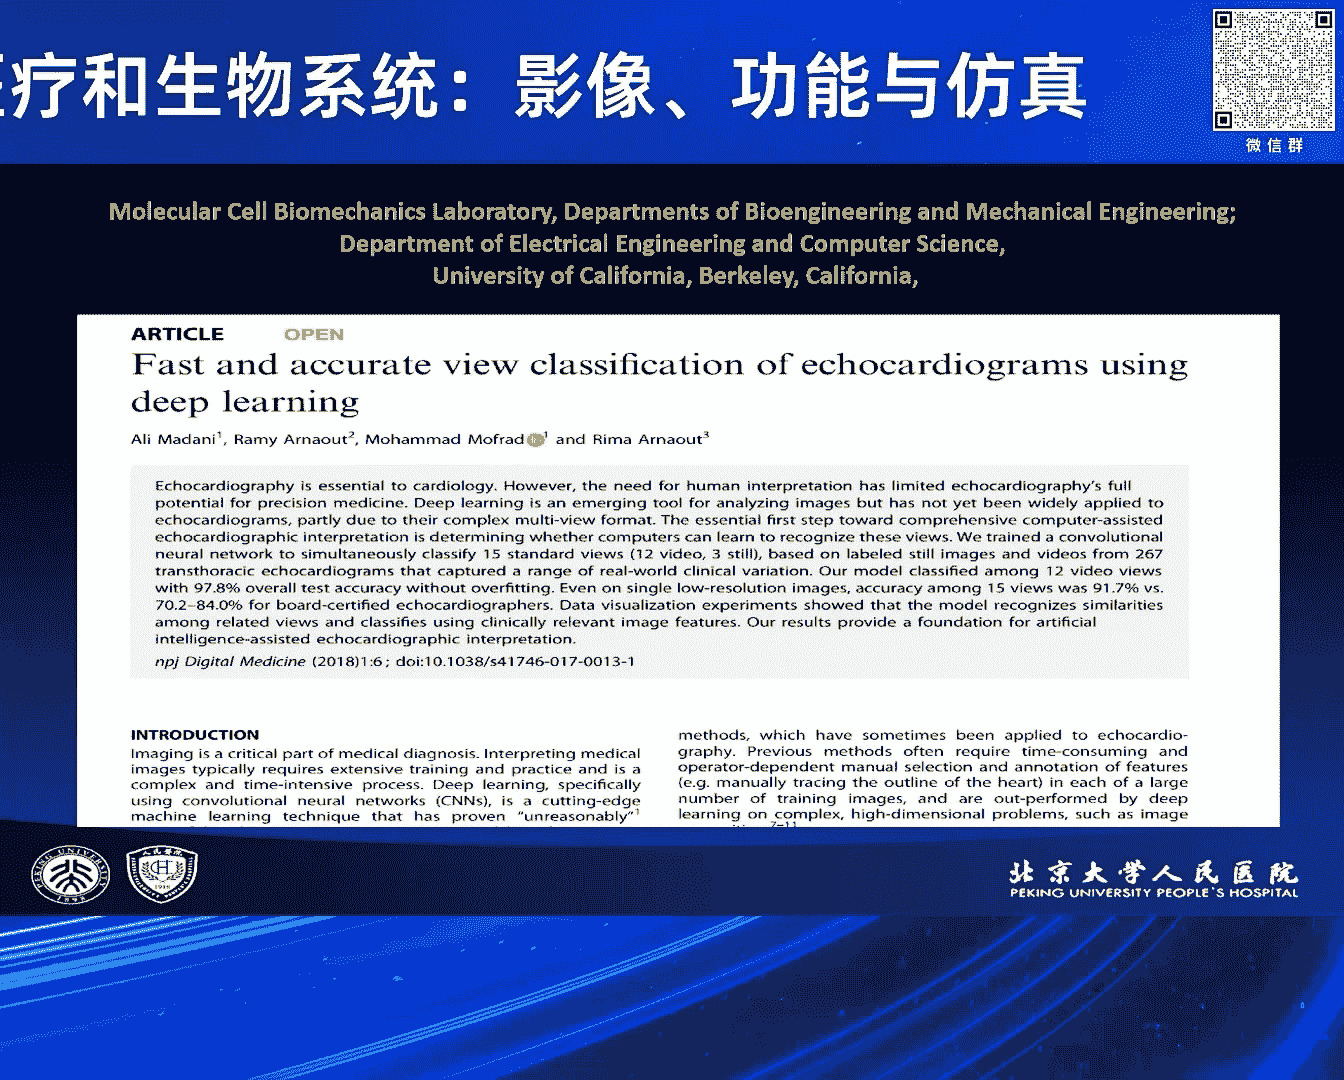 疗和生物系统：影像、功能与仿真
微信群
Molecular Cell Biomechanics Laboratory, Departments of Bioengineering and Mechanical Engineering;
Department of Electrical Engineering and Computer Science,
University of California, Berkeley, California,
ARTICLE OPEN
Fast and accurate view classification of echocardiograms using
deep learning
Ali Madani¹, Ramy Arnaout², Mohammad Mofrad¹ and Rima Arnaout³
Echocardiography is essential to cardiology. However, the need for human interpretation has limited echocardiography's full
potential for precision medicine. Deep learning is an emerging tool for analyzing images but has not yet been widely applied to
echocardiograms, partly due to their complex multi-view format. The essential first step toward comprehensive computer-assisted
echocardiographic interpretation is determining whether computers can learn to recognize these views. We trained a convolutional
neural network to simultaneously classify 15 standard views (12 video, 3 still), based on labeled still images and videos from 267
transthoracic echocardiograms that captured a range of real-world clinical variation. Our model classified among 12 video views
with 97.8% overall test accuracy without overfitting. Even on single low-resolution images, accuracy among 15 views was 91.7% vs.
70.2–84.0% for board-certified echocardiographers. Data visualization experiments showed that the model recognizes similarities
among related views and classifies using clinically relevant image features. Our results provide a foundation for artificial
intelligence-assisted echocardiographic interpretation.
npj Digital Medicine (2018)1:6 ; doi:10.1038/s41746-017-0013-1
INTRODUCTION
Imaging is a critical part of medical diagnosis. Interpreting medical
images typically requires extensive training and practice and is a
complex and time-intensive process. Deep learning, specifically
using convolutional neural networks (CNNs), is a cutting-edge
machine learning technique that has proven "unreasonably"¹
methods, which have sometimes been applied to echocardio-
graphy. Previous methods often require time-consuming and
operator-dependent manual selection and annotation of features
(e.g. manually tracing the outline of the heart) in each of a large
number of training images, and are out-performed by deep
learning on complex, high-dimensional problems, such as image
PEKING UNIVERSITY
1898
人民医院
1918
北京大学人民医院
PEKING UNIVERSITY PEOPLE'S HOSPITAL